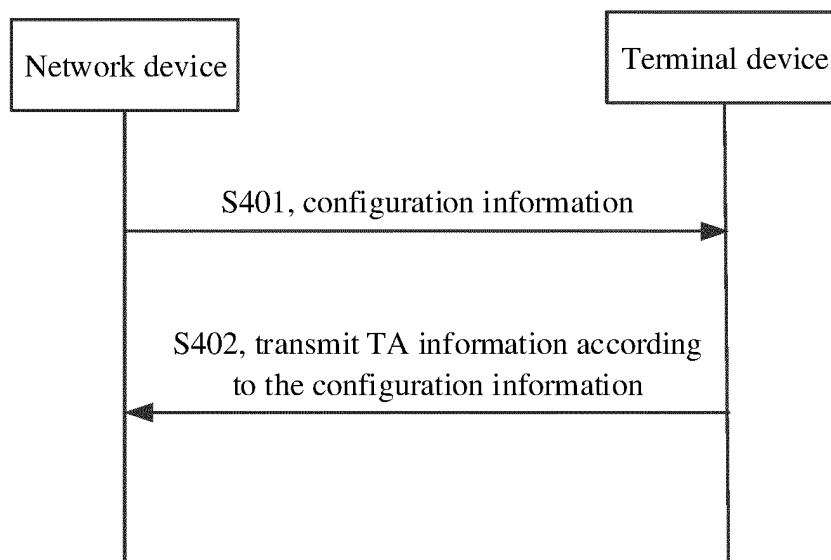 Network device
Terminal device
S401, configuration information
S402, transmit TA information according
to the configuration information